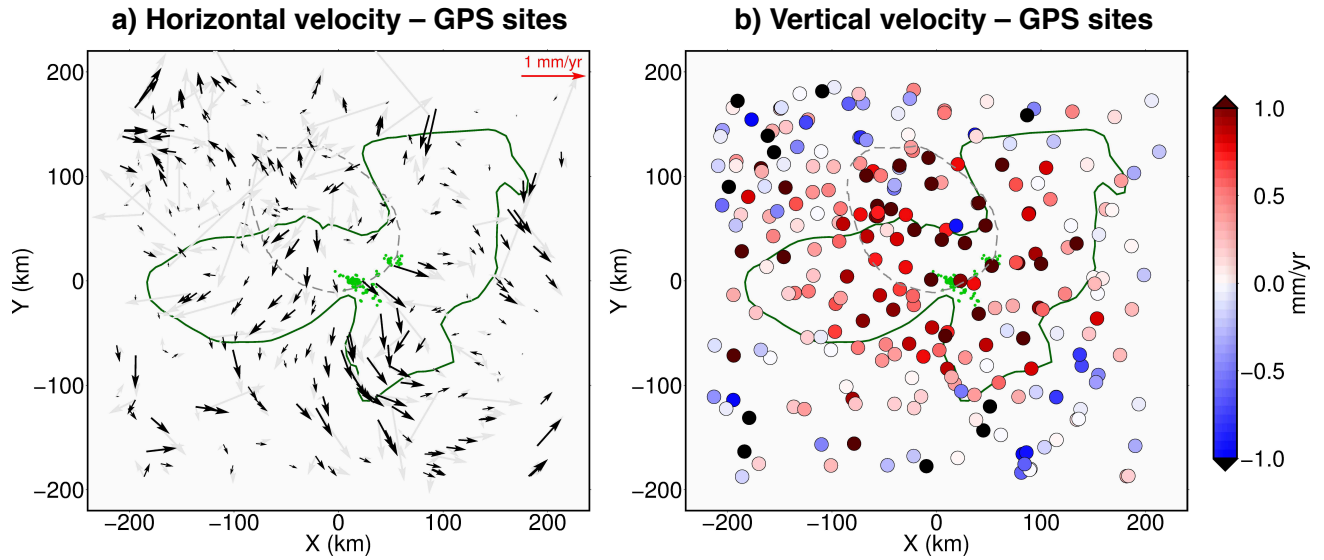 a) Horizontal velocity – GPS sites
b) Vertical velocity – GPS sites
1 mm/yr
200
100
0
−100
−200
Y (km)
−200 −100 0 100 200
X (km)
200
100
0
−100
−200
Y (km)
−200 −100 0 100 200
X (km)
1.0
0.5
0.0
−0.5
−1.0
mm/yr